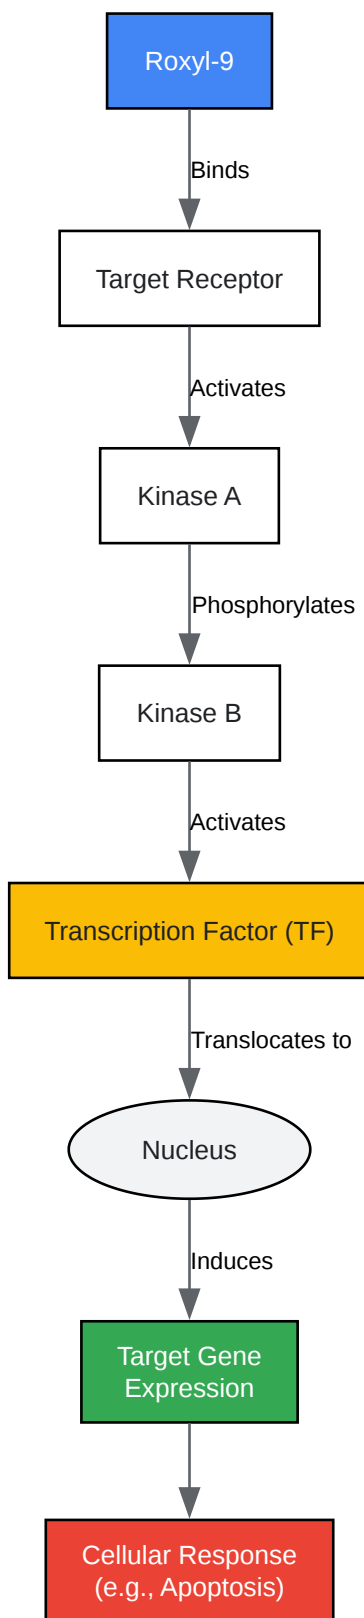 Roxyl-9
Binds
Target Receptor
Activates
Kinase A
Phosphorylates
Kinase B
Activates
Transcription Factor (TF)
Translocates to
Nucleus
Induces
Target Gene
Expression
Cellular Response
(e.g., Apoptosis)